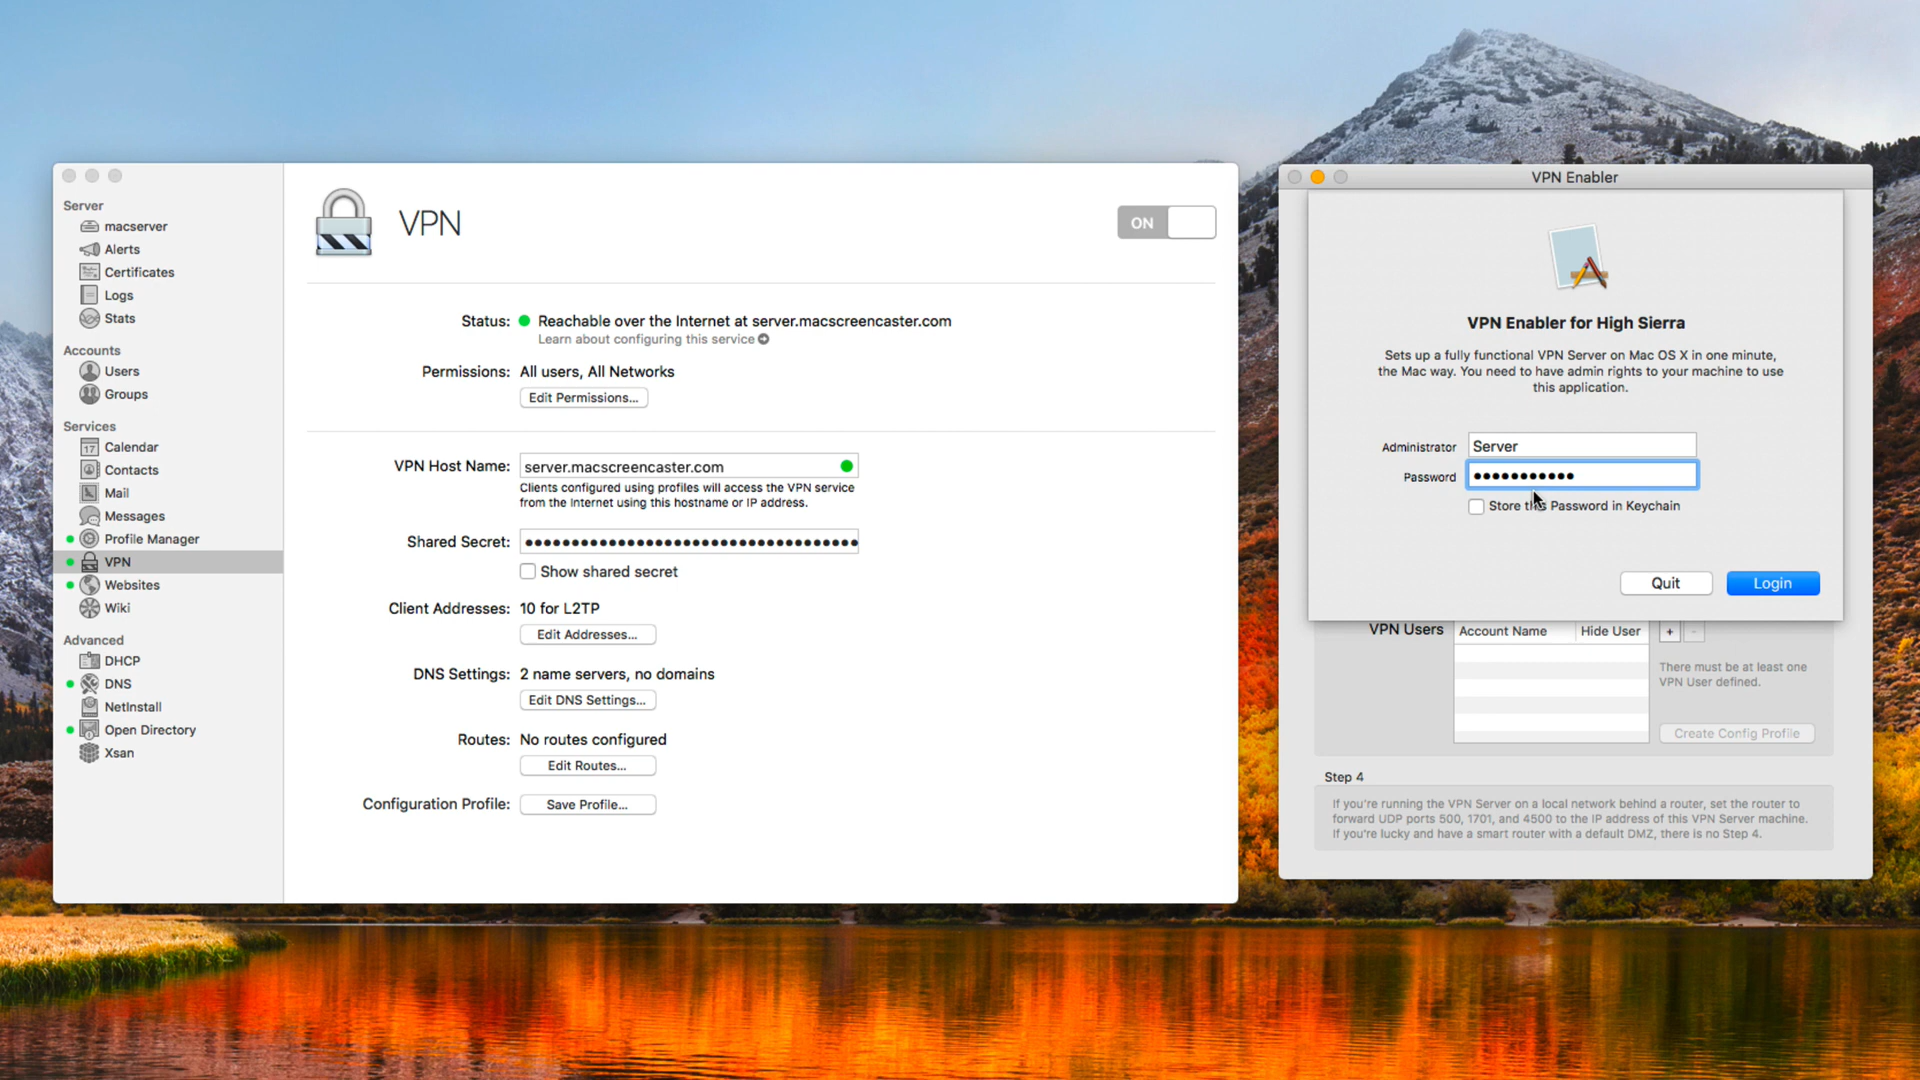 Server
macserver
Alerts
Certificates
Logs
Stats
Accounts
Users
Groups
Services
17 Calendar
Contacts
Mail
Messages
Profile Manager
VPN
Websites
Wiki
Advanced
DHCP
DNS
NetInstall
Open Directory
Xsan
VPN
ON
Status: Reachable over the Internet at server.macscreencaster.com
Learn about configuring this service
Permissions: All users, All Networks
Edit Permissions...
VPN Host Name: server.macscreencaster.com
Clients configured using profiles will access the VPN service
from the Internet using this hostname or IP address.
Shared Secret:
Show shared secret
Client Addresses: 10 for L2TP
Edit Addresses...
DNS Settings: 2 name servers, no domains
Edit DNS Settings...
Routes: No routes configured
Edit Routes...
Configuration Profile: Save Profile...
VPN Enabler
VPN Enabler for High Sierra
Sets up a fully functional VPN Server on Mac OS X in one minute,
the Mac way. You need to have admin rights to your machine to use
this application.
Administrator Server
Password
Store Password in Keychain
Quit Login
VPN Users Account Name Hide User + -
There must be at least one
VPN User defined.
Create Config Profile
Step 4
If you're running the VPN Server on a local network behind a router, set the router to
forward UDP ports 500, 1701, and 4500 to the IP address of this VPN Server machine.
If you're lucky and have a smart router with a default DMZ, there is no Step 4.